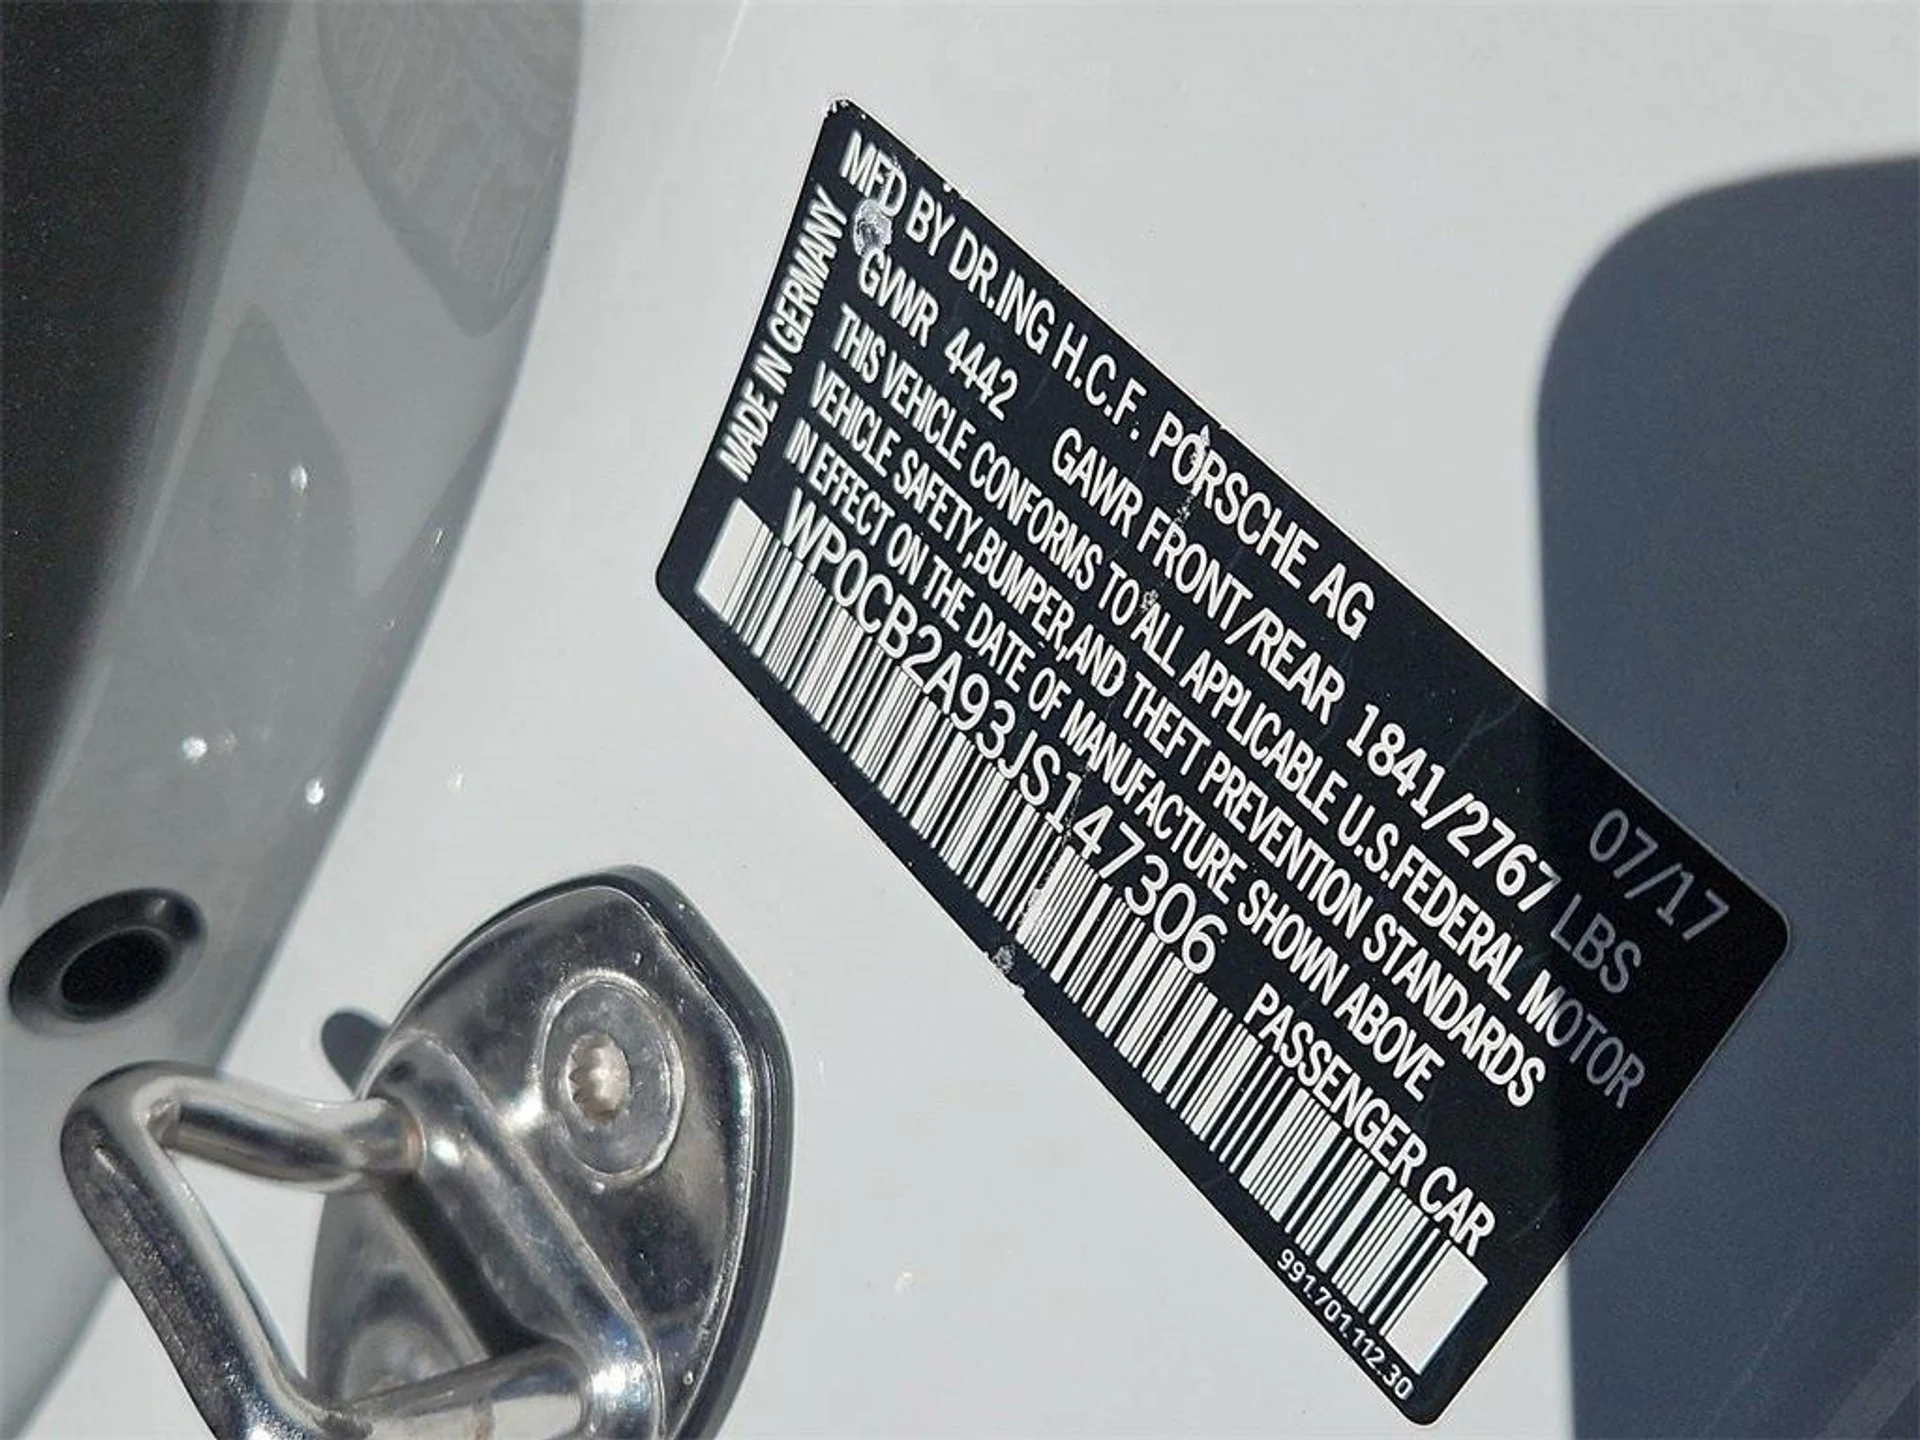 MFD BY DR.ING H.C.F. PORSCHE AG 07/17
GVWR 4442 GAWR FRONT/REAR 1841/2767 LBS
THIS VEHICLE CONFORMS TO ALL APPLICABLE U.S.FEDERAL MOTOR
VEHICLE SAFETY,BUMPER,AND THEFT PREVENTION STANDARDS
IN EFFECT ON THE DATE OF MANUFACTURE SHOWN ABOVE
WP0CB2A93JS147306 PASSENGER CAR
MADE IN GERMANY
991.701.112.30